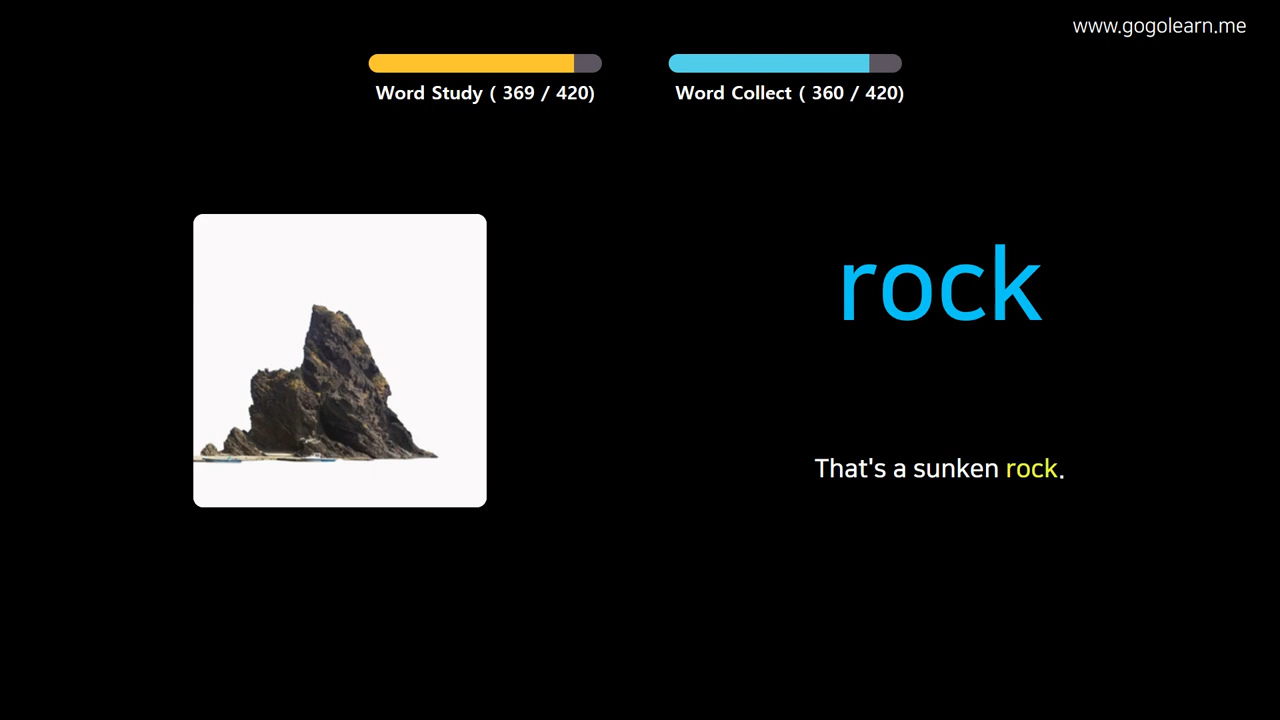 www.gogolearn.me
Word Study ( 369 / 420)
Word Collect ( 360 / 420)
rock
That's a sunken rock.